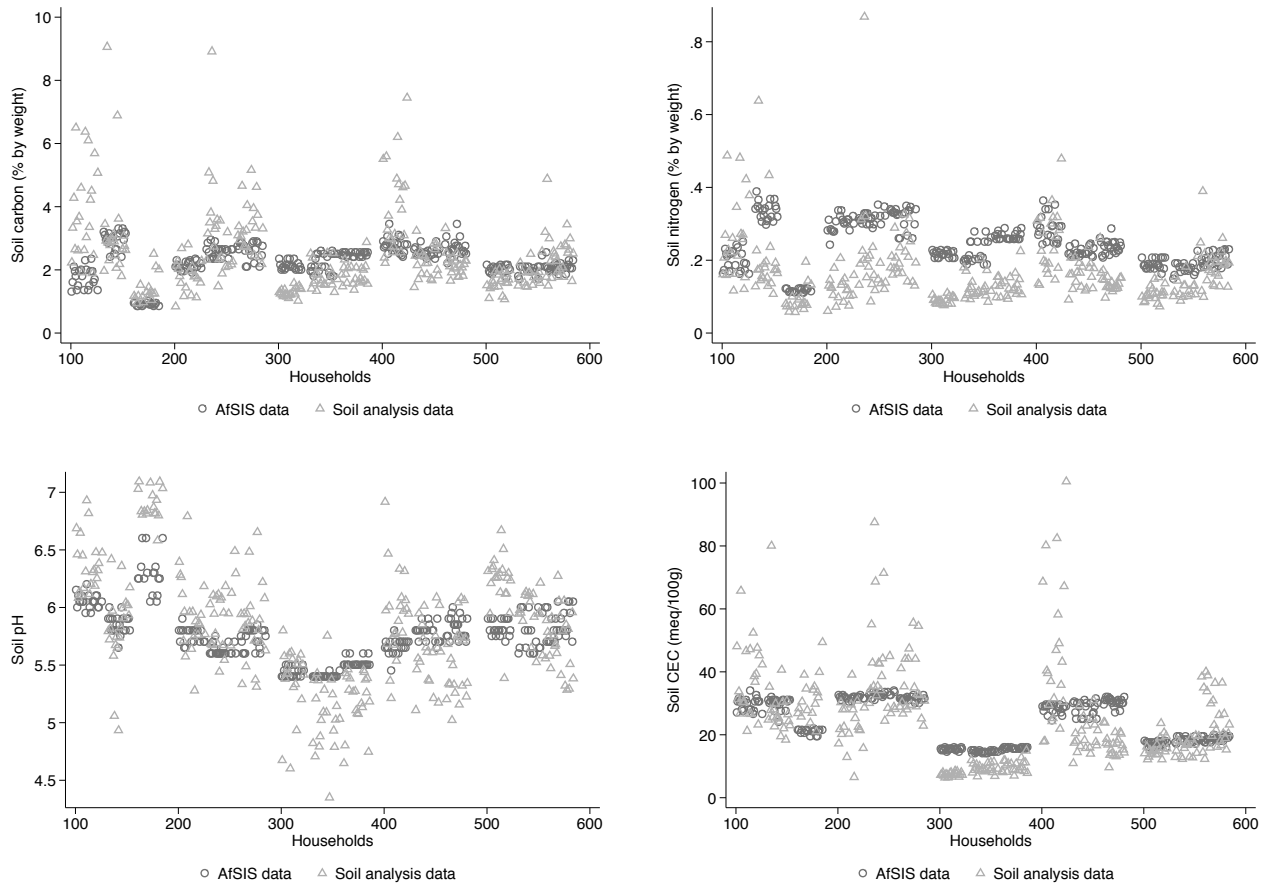 Soil carbon (% by weight)
10
8
6
4
2
0
100 200 300 400 500 600
Households
AfSIS data Soil analysis data
Soil nitrogen (% by weight)
.8
.6
.4
.2
0
100 200 300 400 500 600
Households
AfSIS data Soil analysis data
Soil pH
7
6.5
6
5.5
5
4.5
100 200 300 400 500 600
Households
AfSIS data Soil analysis data
Soil CEC (meq/100g)
100
80
60
40
20
0
100 200 300 400 500 600
Households
AfSIS data Soil analysis data